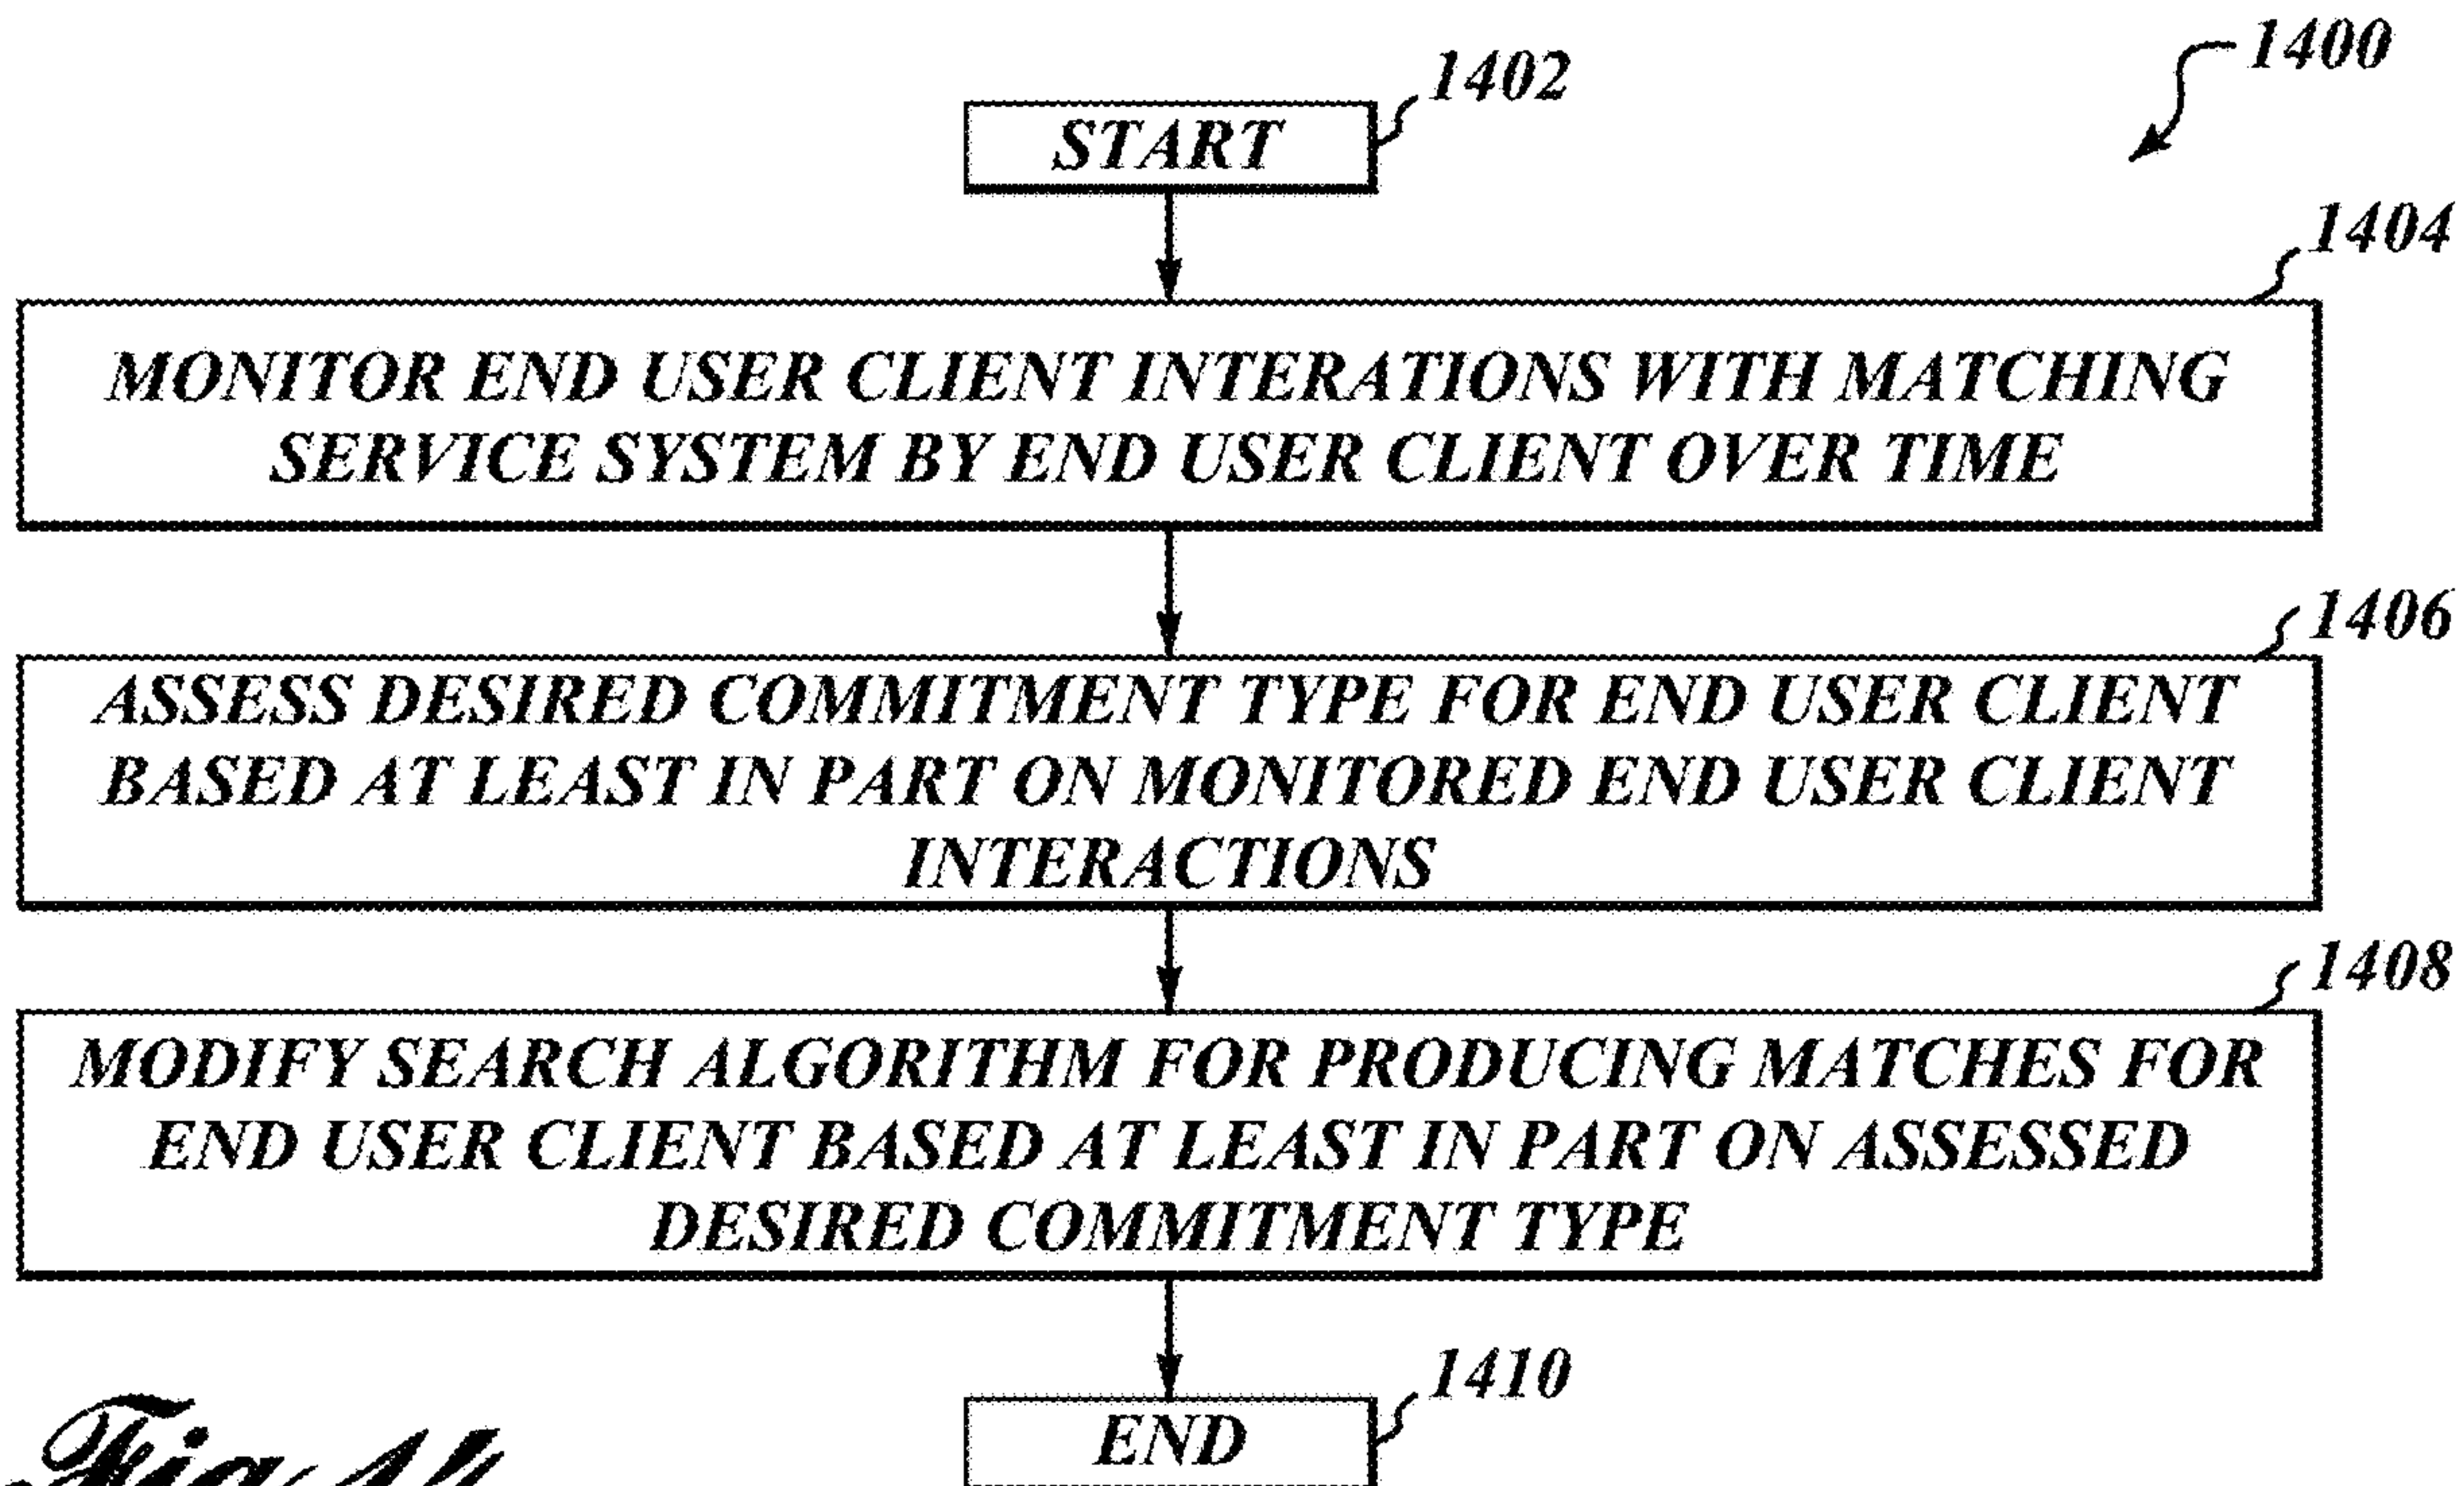 1400
1402
START
1404
MONITOR END USER CLIENT INTERATIONS WITH MATCHING
SERVICE SYSTEM BY END USER CLIENT OVER TIME
1406
ASSESS DESIRED COMMITMENT TYPE FOR END USER CLIENT
BASED AT LEAST IN PART ON MONITORED END USER CLIENT
INTERACTIONS
1408
MODIFY SEARCH ALGORITHM FOR PRODUCING MATCHES FOR
END USER CLIENT BASED AT LEAST IN PART ON ASSESSED
DESIRED COMMITMENT TYPE
1410
END